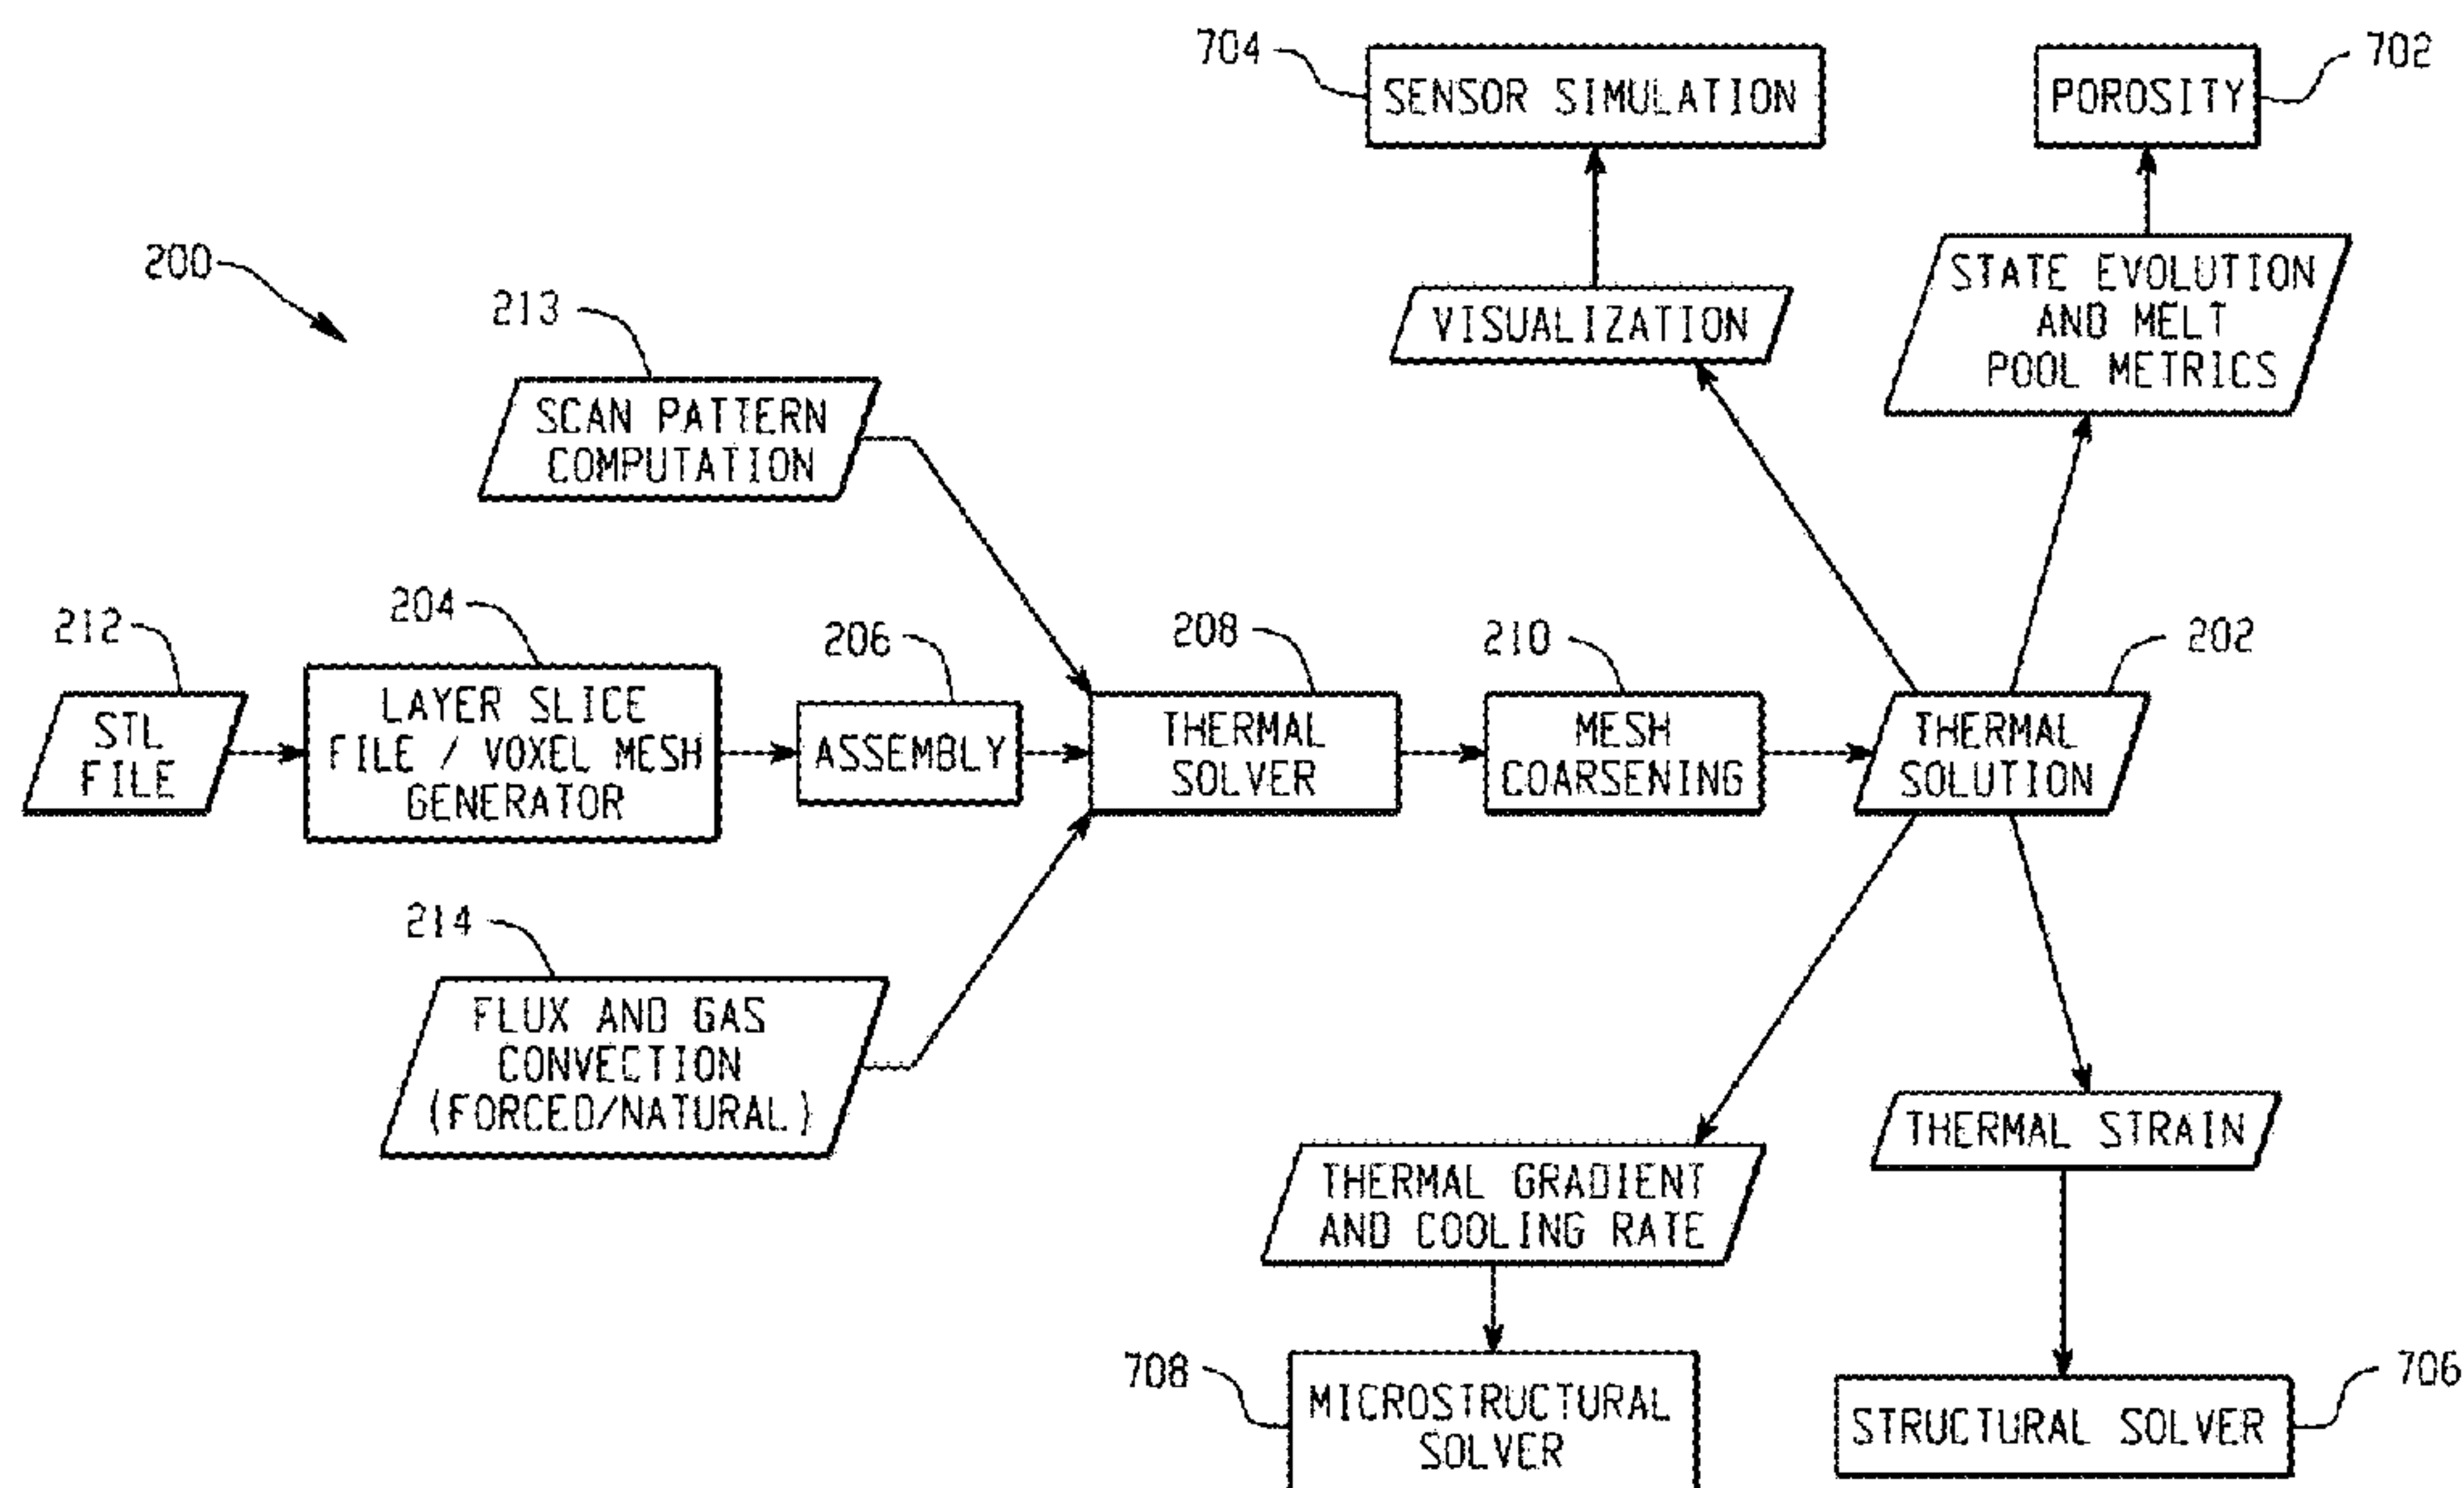 704
SENSOR SIMULATION
POROSITY
702
200
213
SCAN PATTERN
COMPUTATION
VISUALIZATION
STATE EVOLUTION
AND MELT
POOL METRICS
212
STL
FILE
204
LAYER SLICE
FILE / VOXEL MESH
GENERATOR
206
ASSEMBLY
208
THERMAL
SOLVER
210
MESH
COARSENING
202
THERMAL
SOLUTION
214
FLUX AND GAS
CONVECTION
(FORCED/NATURAL)
THERMAL GRADIENT
AND COOLING RATE
THERMAL STRAIN
708
MICROSTRUCTURAL
SOLVER
STRUCTURAL SOLVER
706